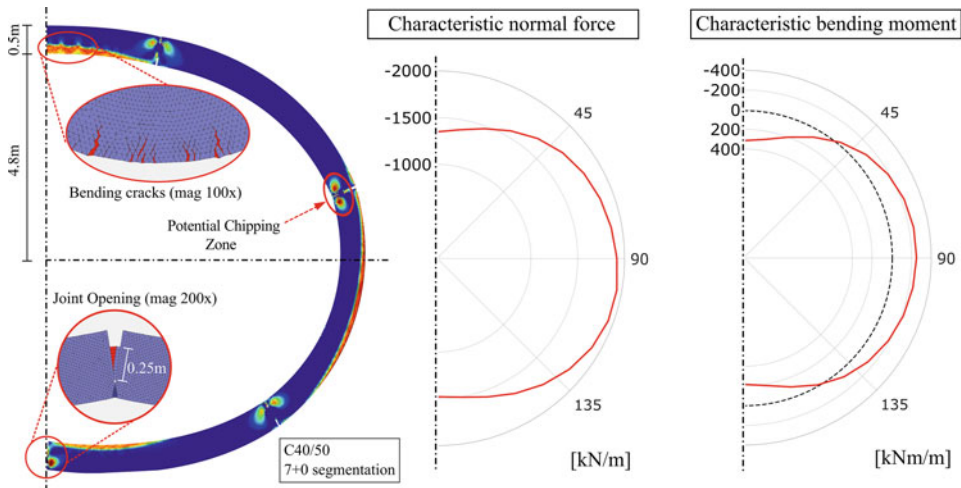 0.5m
4.8m
Bending cracks (mag 100x)
Potential Chipping
Zone
Joint Opening (mag 200x)
0.25m
C40/50
7+0 segmentation
Characteristic normal force
-2000
-1500
-1000
45
90
135
[kN/m]
Characteristic bending moment
-400
-200
0
200
400
45
90
135
[kNm/m]